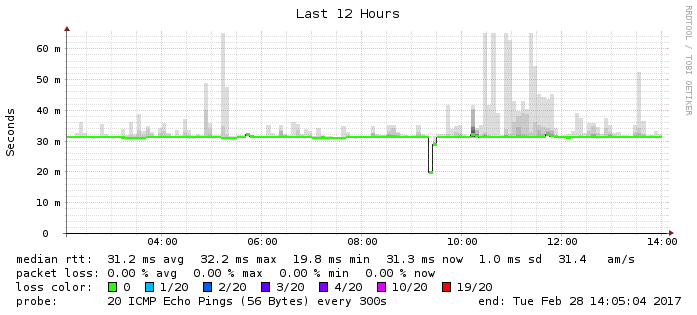 Last 12 Hours
RRDTOOL / TOBI OETIKER
Seconds
60 m
50 m
40 m
30 m
20 m
10 m
0
04:00 06:00 08:00 10:00 12:00 14:00
median rtt: 31.2 ms avg 32.2 ms max 19.8 ms min 31.3 ms now 1.0 ms sd 31.4 am/s
packet loss: 0.00 % avg 0.00 % max 0.00 % min 0.00 % now
loss color: 0 1/20 2/20 3/20 4/20 10/20 19/20
probe: 20 ICMP Echo Pings (56 Bytes) every 300s end: Tue Feb 28 14:05:04 2017